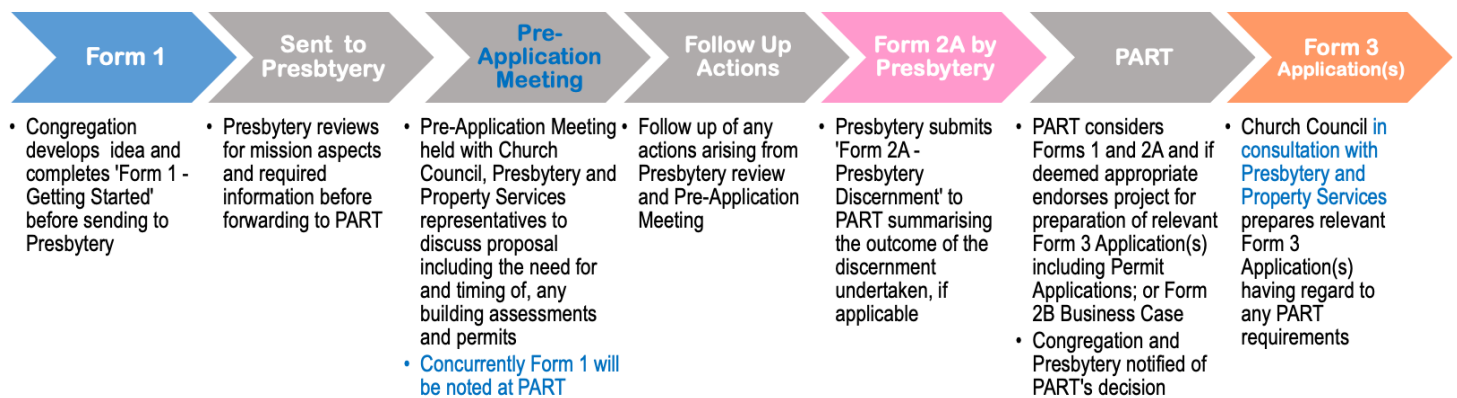 Form 1
Sent to
Presbtyery
Pre-
Application
Meeting
Follow Up
Actions
Form 2A by
Presbytery
PART
Form 3
Application(s)
• Congregation
develops idea and
completes 'Form 1 -
Getting Started'
before sending to
Presbytery
• Presbytery reviews
for mission aspects
and required
information before
forwarding to PART
• Pre-Application Meeting
held with Church
Council, Presbytery and
Property Services
representatives to
discuss proposal
including the need for
and timing of, any
building assessments
and permits
• Concurrently Form 1 will
be noted at PART
• Follow up of any
actions arising from
Presbytery review
and Pre-Application
Meeting
• Presbytery submits
'Form 2A -
Presbytery
Discernment' to
PART summarising
the outcome of the
discernment
undertaken, if
applicable
• PART considers
Forms 1 and 2A and if
deemed appropriate
endorses project for
preparation of relevant
Form 3 Application(s)
including Permit
Applications; or Form
2B Business Case
• Congregation and
Presbytery notified of
PART's decision
• Church Council in
consultation with
Presbytery and
Property Services
prepares relevant
Form 3
Application(s)
having regard to
any PART
requirements